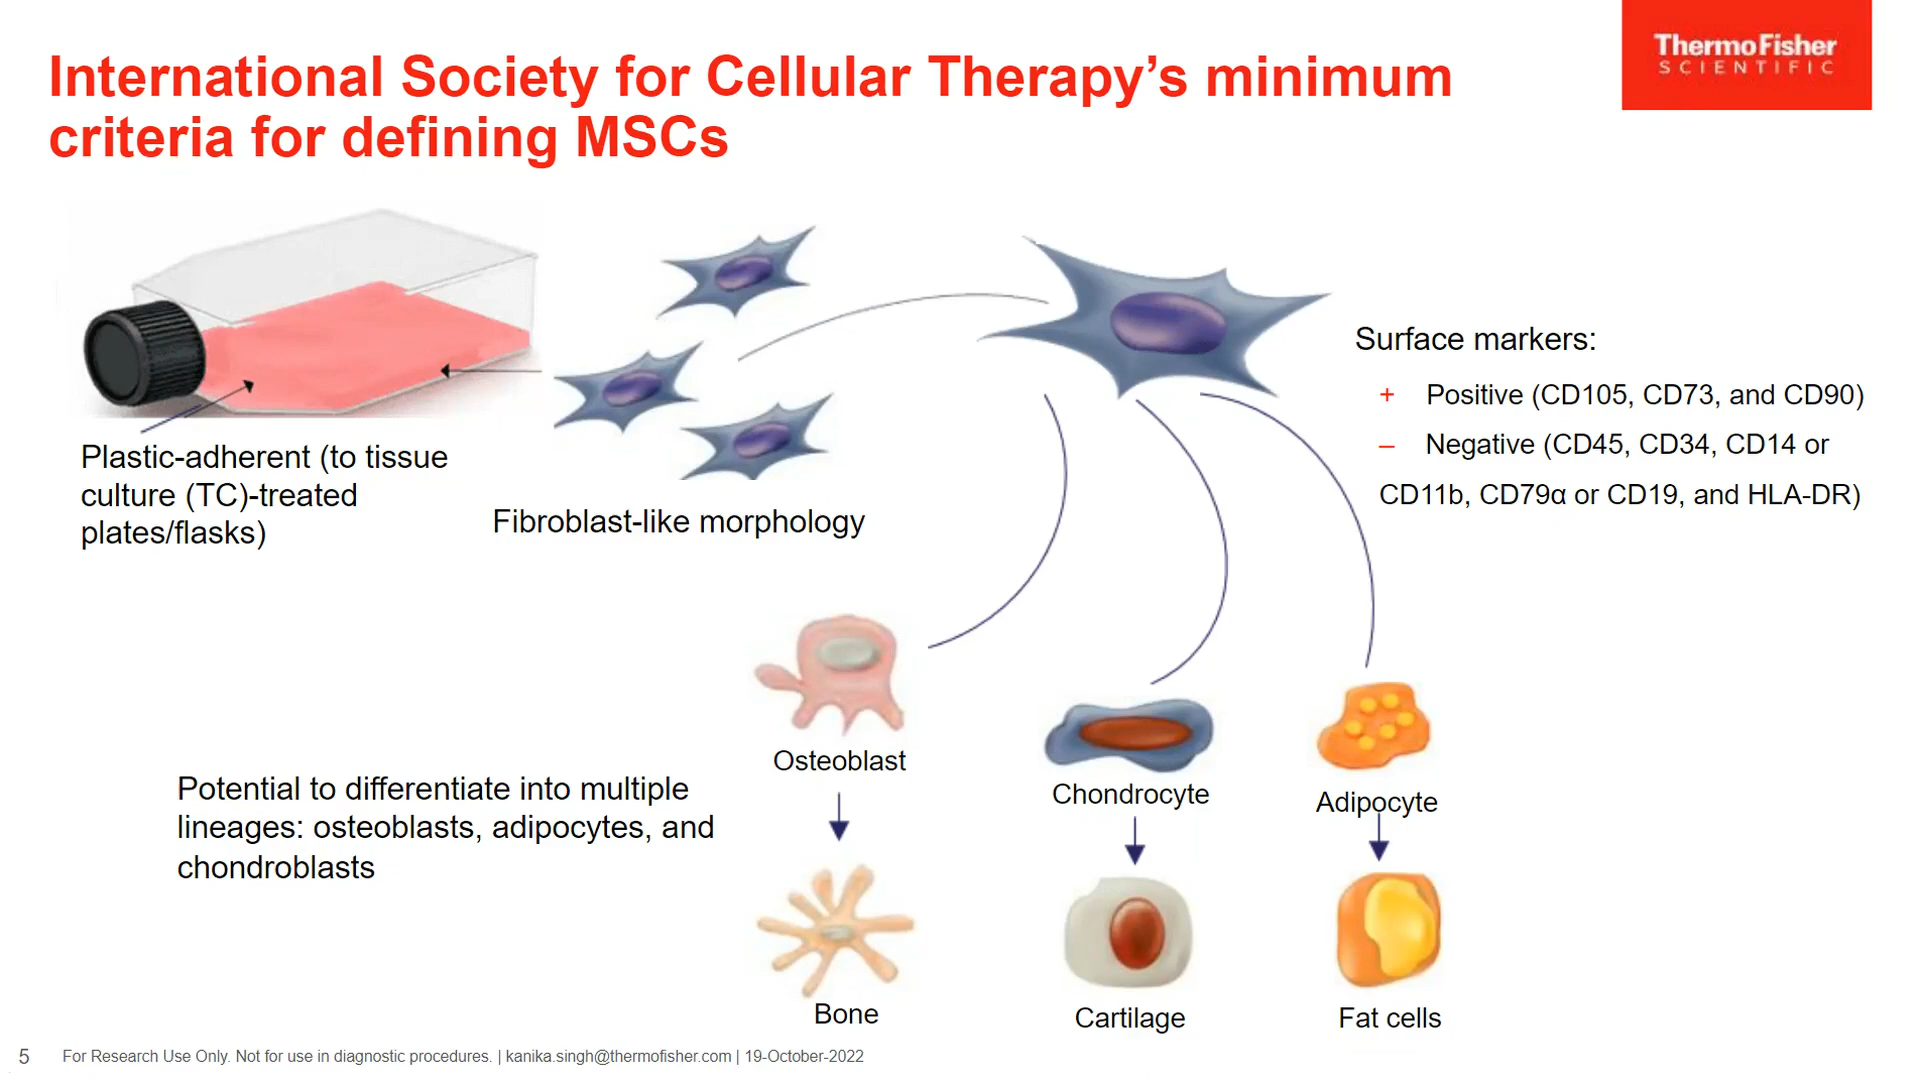 International Society for Cellular Therapy’s minimum
criteria for defining MSCs
ThermoFisher
SCIENTIFIC
Plastic-adherent (to tissue
culture (TC)-treated
plates/flasks)
Fibroblast-like morphology
Surface markers:
+ Positive (CD105, CD73, and CD90)
– Negative (CD45, CD34, CD14 or
CD11b, CD79α or CD19, and HLA-DR)
Potential to differentiate into multiple
lineages: osteoblasts, adipocytes, and
chondroblasts
Osteoblast
Chondrocyte
Adipocyte
Bone
Cartilage
Fat cells
5 For Research Use Only. Not for use in diagnostic procedures. | kanika.singh@thermofisher.com | 19-October-2022